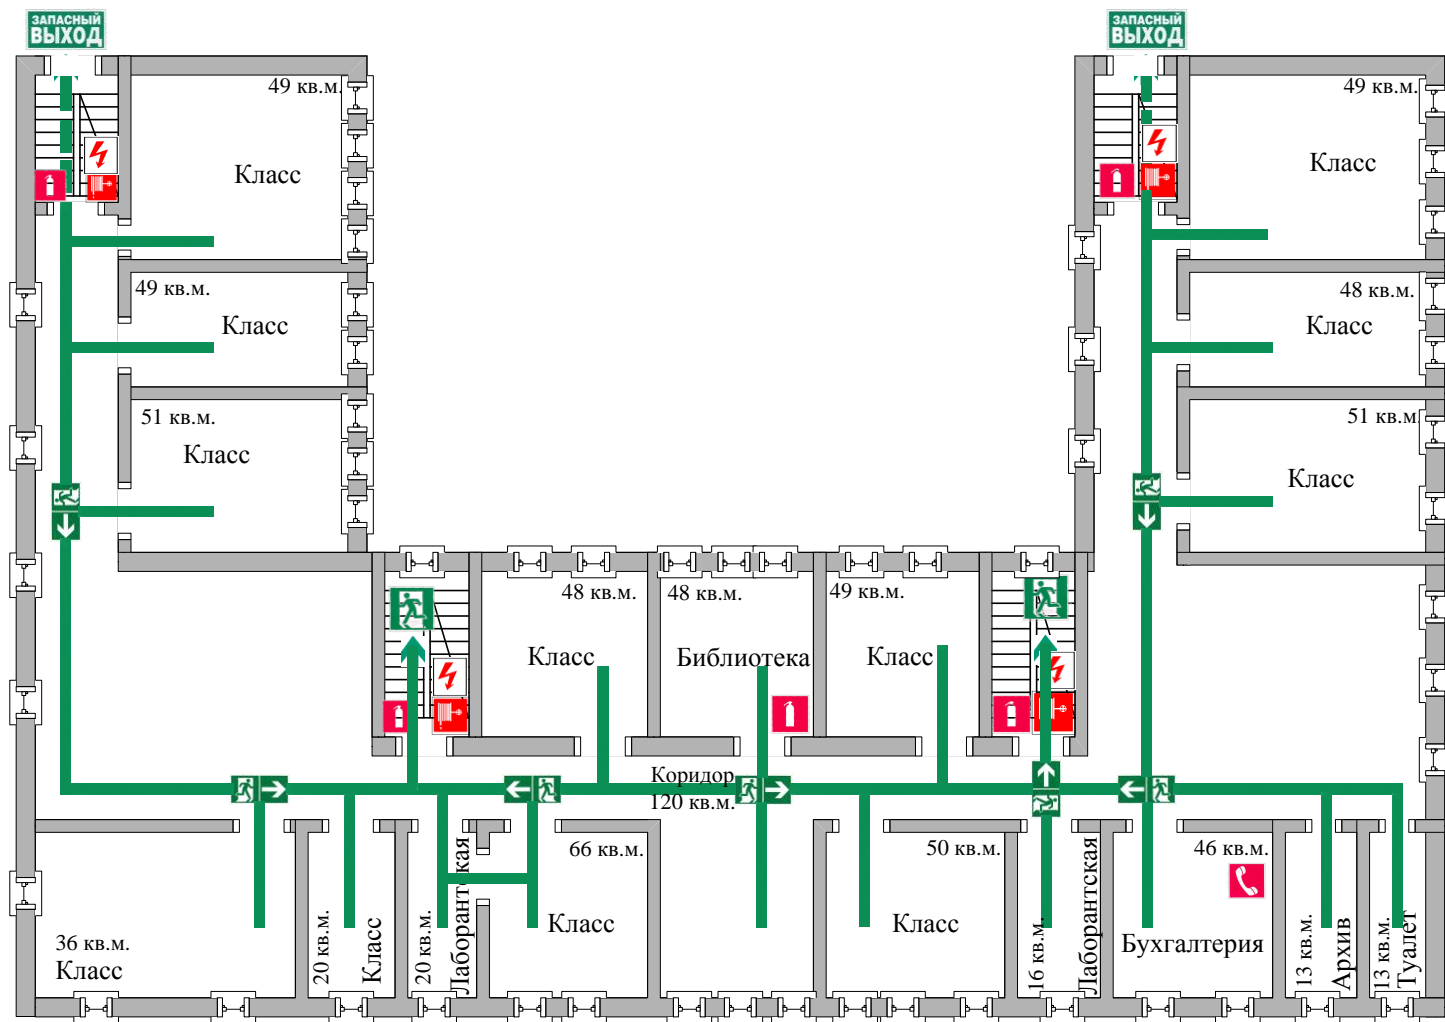 ЗАПАСНЫЙ
ВЫХОД
ЗАПАСНЫЙ
ВЫХОД
49 кв.м.
Класс
49 кв.м.
Класс
49 кв.м.
Класс
48 кв.м.
Класс
51 кв.м.
Класс
51 кв.м.
Класс
48 кв.м.
Класс
48 кв.м.
Библиотека
49 кв.м.
Класс
Коридор
120 кв.м.
36 кв.м.
Класс
20 кв.м.
Класс
20 кв.м.
Лаборантская
66 кв.м.
Класс
50 кв.м.
Класс
16 кв.м.
Лаборантская
46 кв.м.
Бухгалтерия
13 кв.м.
Архив
13 кв.м.
Туалет